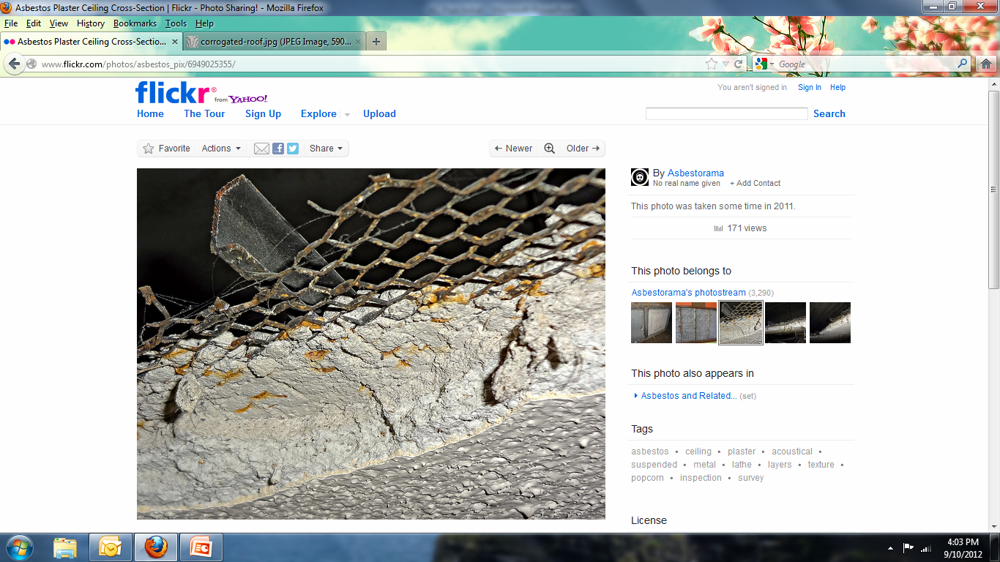 Asbestos Plaster Ceiling Cross-Section | Flickr - Photo Sharing! - Mozilla Firefox
File Edit View History Bookmarks Tools Help
Asbestos Plaster Ceiling Cross-Sectio... corrogated-roof.jpg (JPEG Image, 590...
www.flickr.com/photos/asbestos_pix/6949025355/ Google
flickr® from YAHOO!
You aren't signed in Sign In Help
Home The Tour Sign Up Explore Upload Search
Favorite Actions Share ← Newer Older →
By Asbestorama
No real name given + Add Contact
This photo was taken some time in 2011.
171 views
This photo belongs to
Asbestorama's photostream (3,290)
This photo also appears in
Asbestos and Related... (set)
Tags
asbestos • ceiling • plaster • acoustical •
suspended • metal • lathe • layers • texture •
popcorn • inspection • survey
License
4:03 PM
9/10/2012